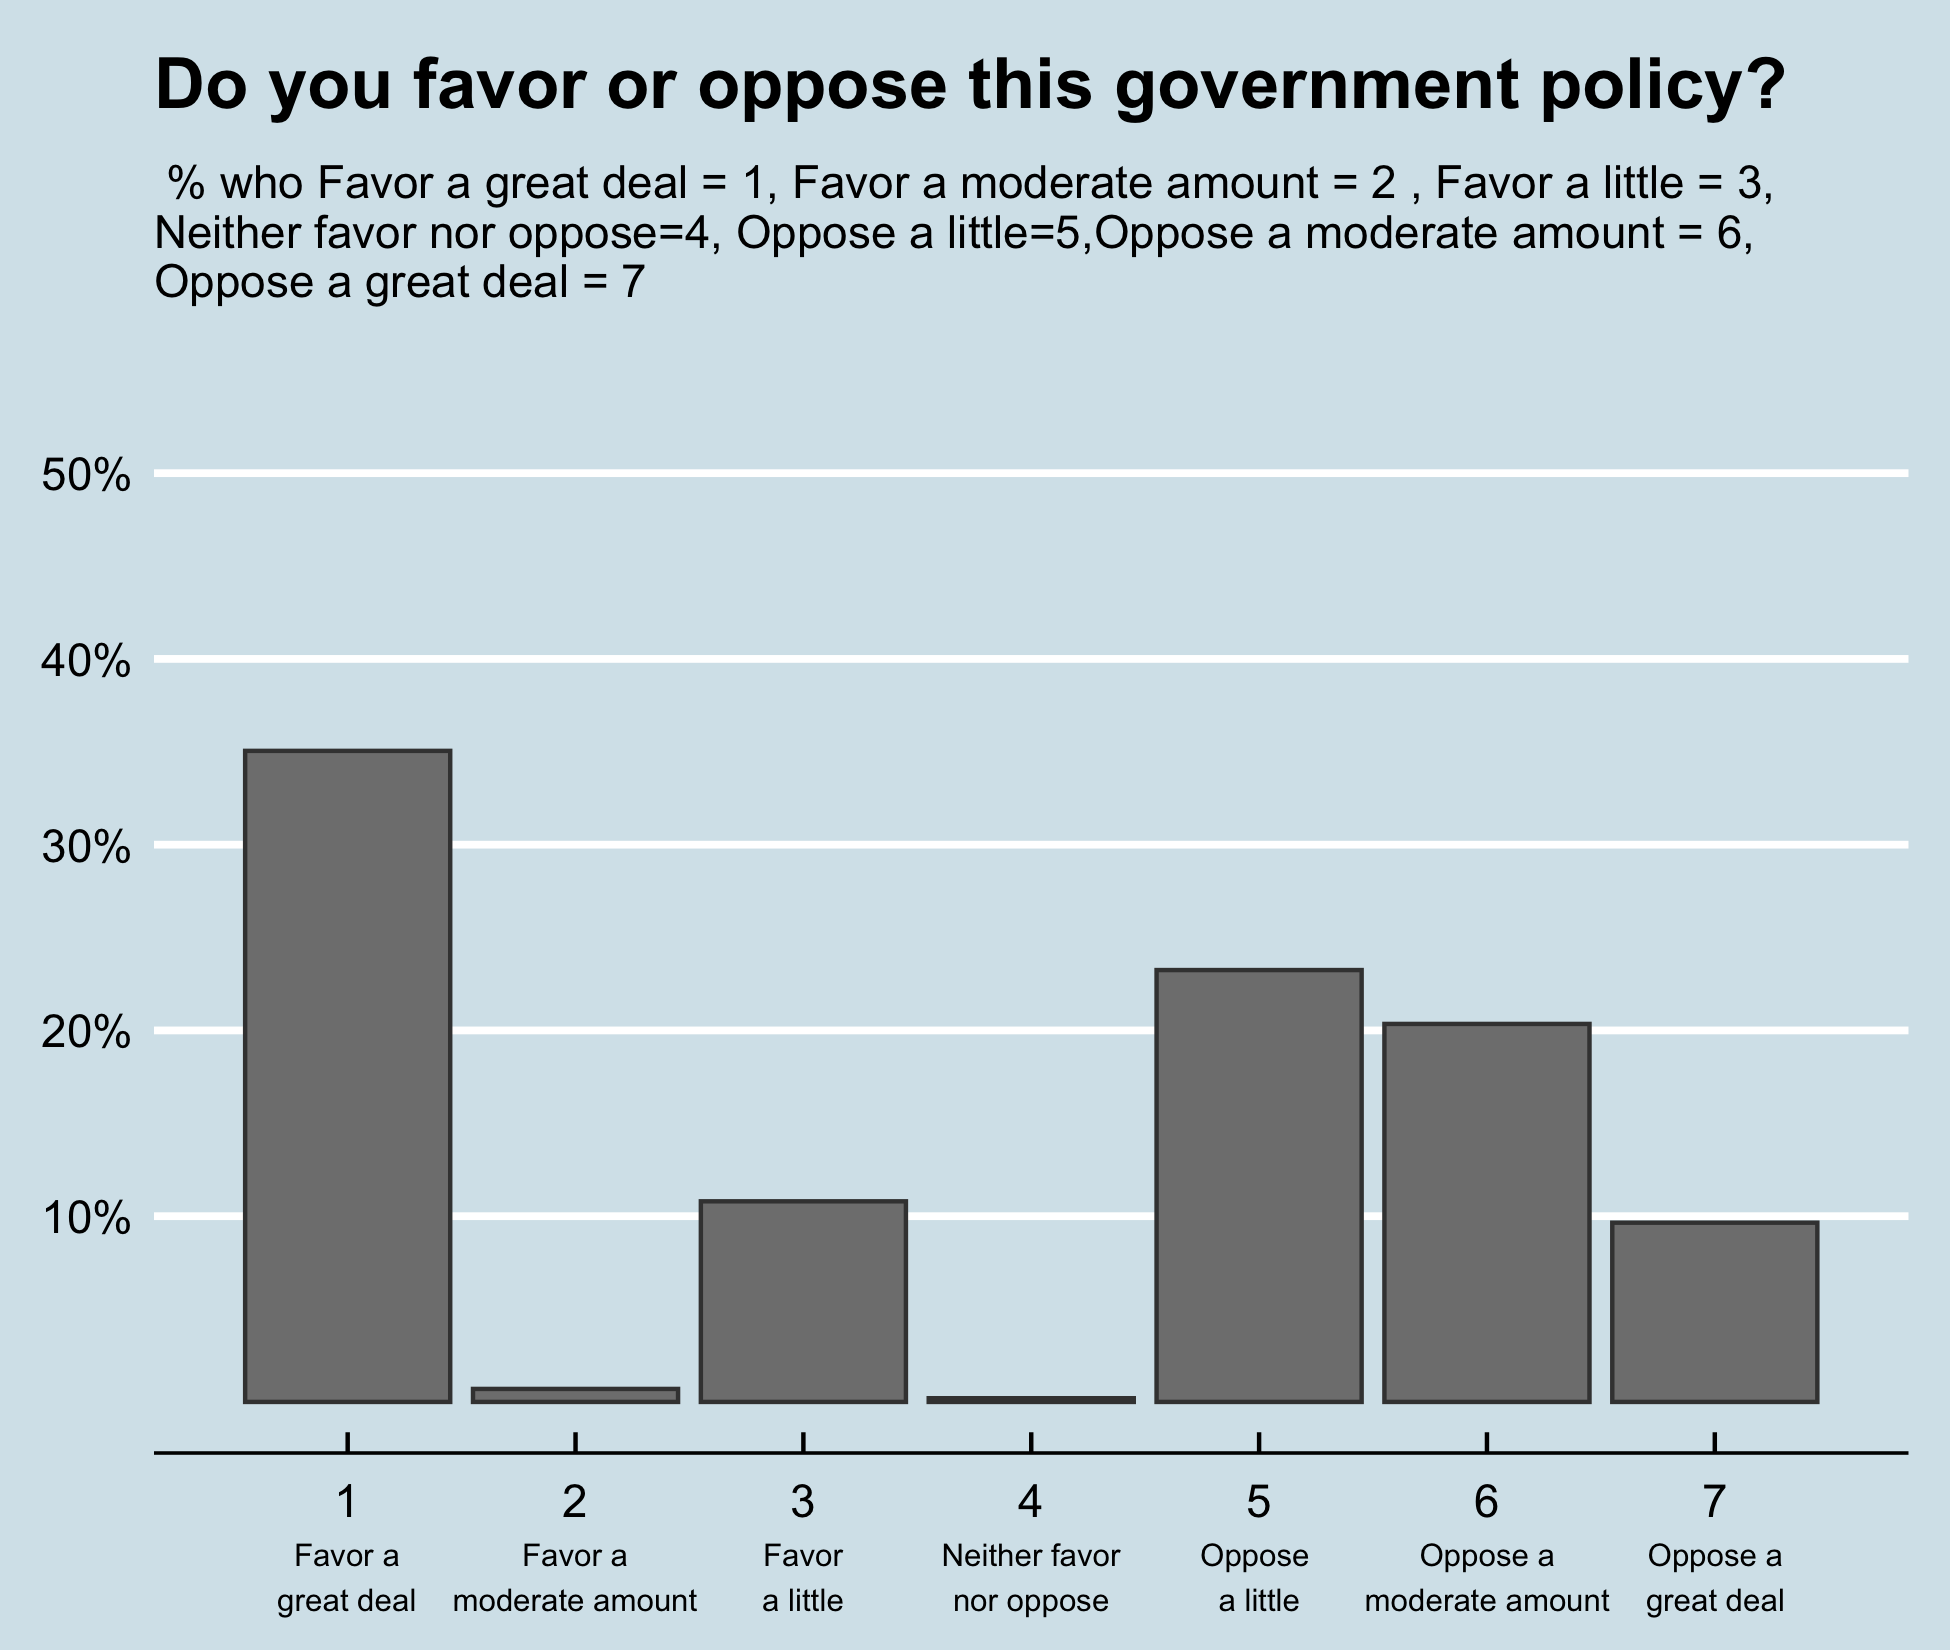 Do you favor or oppose this government policy?
% who Favor a great deal = 1, Favor a moderate amount = 2 , Favor a little = 3,
Neither favor nor oppose=4, Oppose a little=5,Oppose a moderate amount = 6,
Oppose a great deal = 7
50%
40%
30%
20%
10%
1 2 3 4 5 6 7
Favor a Favor a Favor Neither favor Oppose Oppose a Oppose a
great deal moderate amount a little nor oppose a little moderate amount great deal